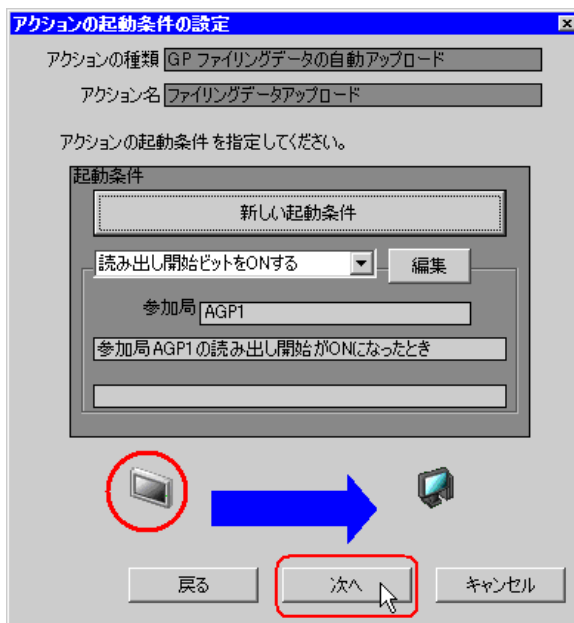 アクションの起動条件の設定
アクションの種類 GP ファイリングデータの自動アップロード
アクション名 ファイリングデータアップロード
アクションの起動条件を指定してください。
起動条件
新しい起動条件
読み出し開始ビットをONする 編集
参加局 AGP1
参加局AGP1の読み出し開始がONになったとき
戻る 次へ キャンセル